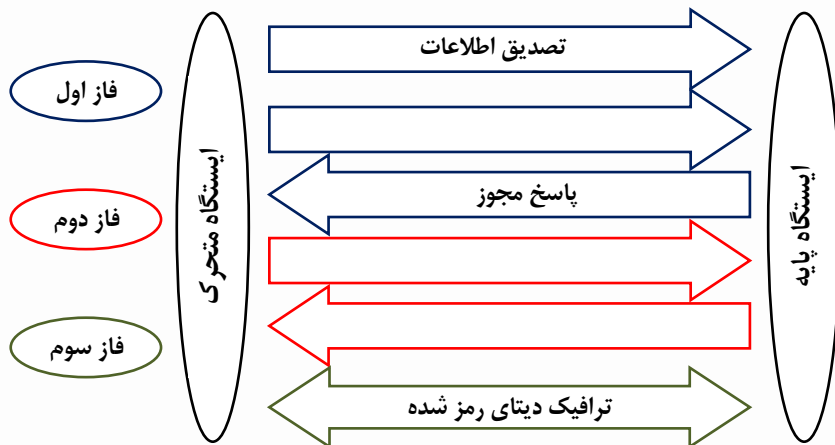 تصدیق اطلاعات
فاز اول
پاسخ مجوز
فاز دوم
ایستگاه متحرک
ایستگاه پایه
فاز سوم
ترافیک دیتای رمز شده